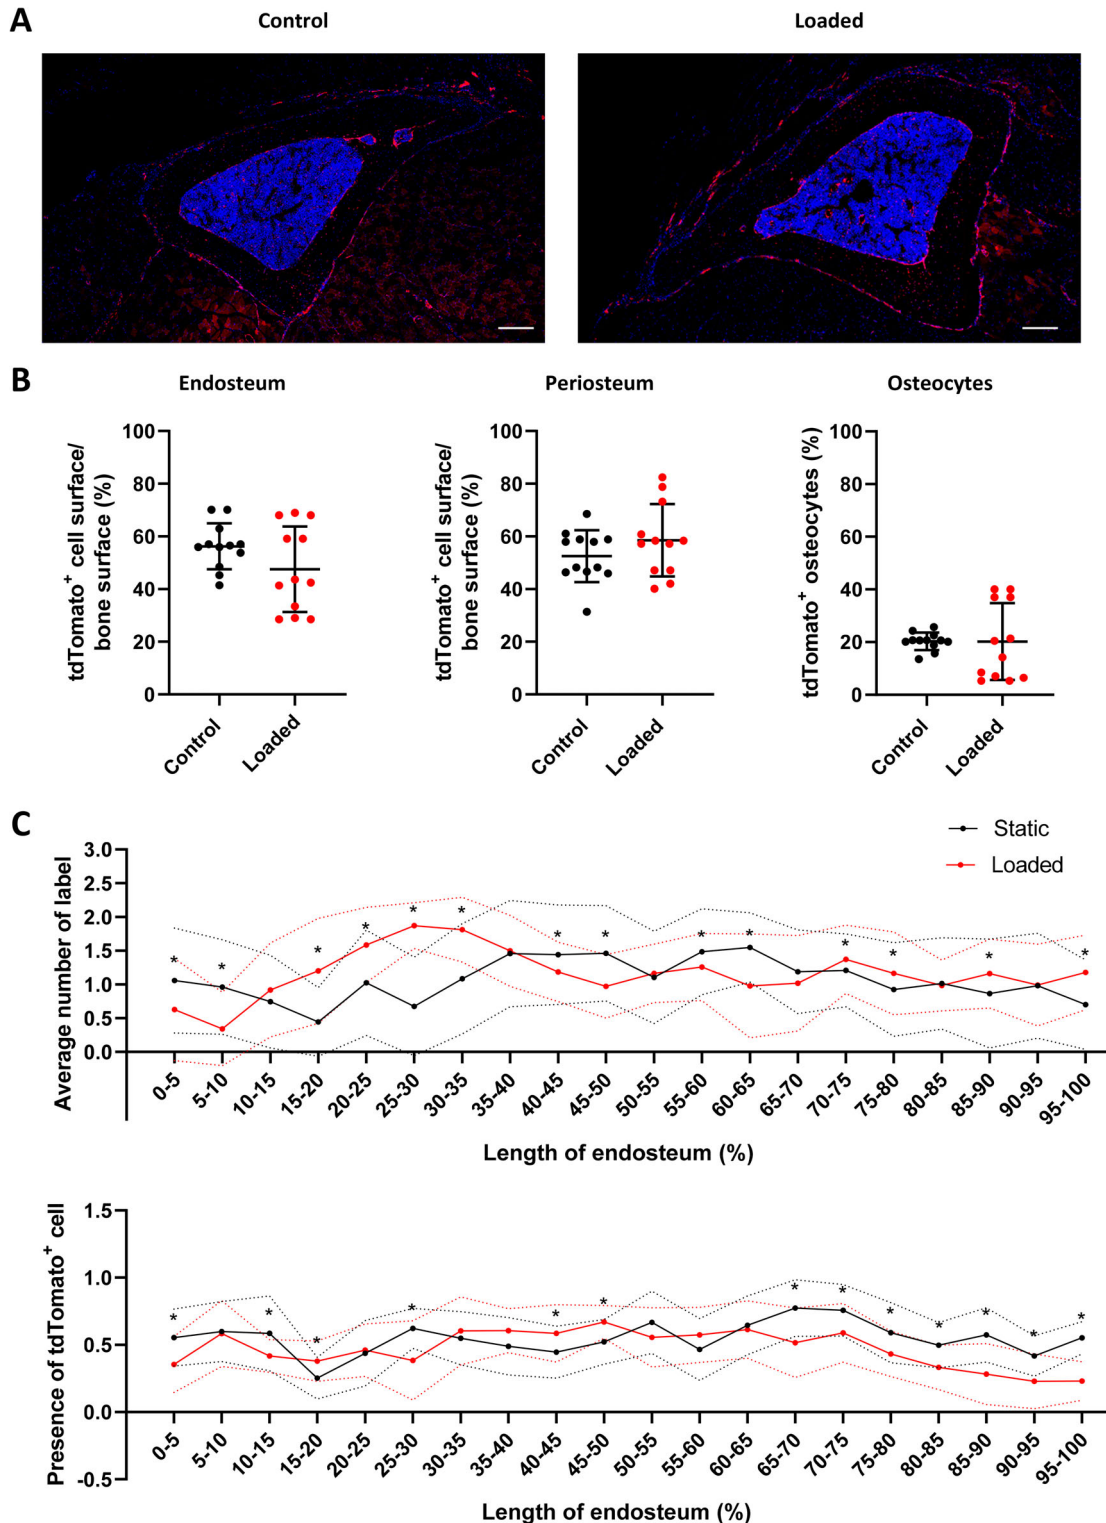 A
Control
Loaded
B
Endosteum
Periosteum
Osteocytes
tdTomato⁺ cell surface/
bone surface (%)
100
80
60
40
20
0
Control
Loaded
tdTomato⁺ cell surface/
bone surface (%)
100
80
60
40
20
0
Control
Loaded
tdTomato⁺ osteocytes (%)
100
80
60
40
20
0
Control
Loaded
C
Static
Loaded
Average number of label
3.0
2.5
2.0
1.5
1.0
0.5
0.0
* * * * * * * * * * * * * *
0-5 5-10 10-15 15-20 20-25 25-30 30-35 35-40 40-45 45-50 50-55 55-60 60-65 65-70 70-75 75-80 80-85 85-90 90-95 95-100
Length of endosteum (%)
Presence of tdTomato⁺ cell
1.5
1.0
0.5
0.0
-0.5
* * * * * * * * * * * * *
0-5 5-10 10-15 15-20 20-25 25-30 30-35 35-40 40-45 45-50 50-55 55-60 60-65 65-70 70-75 75-80 80-85 85-90 90-95 95-100
Length of endosteum (%)